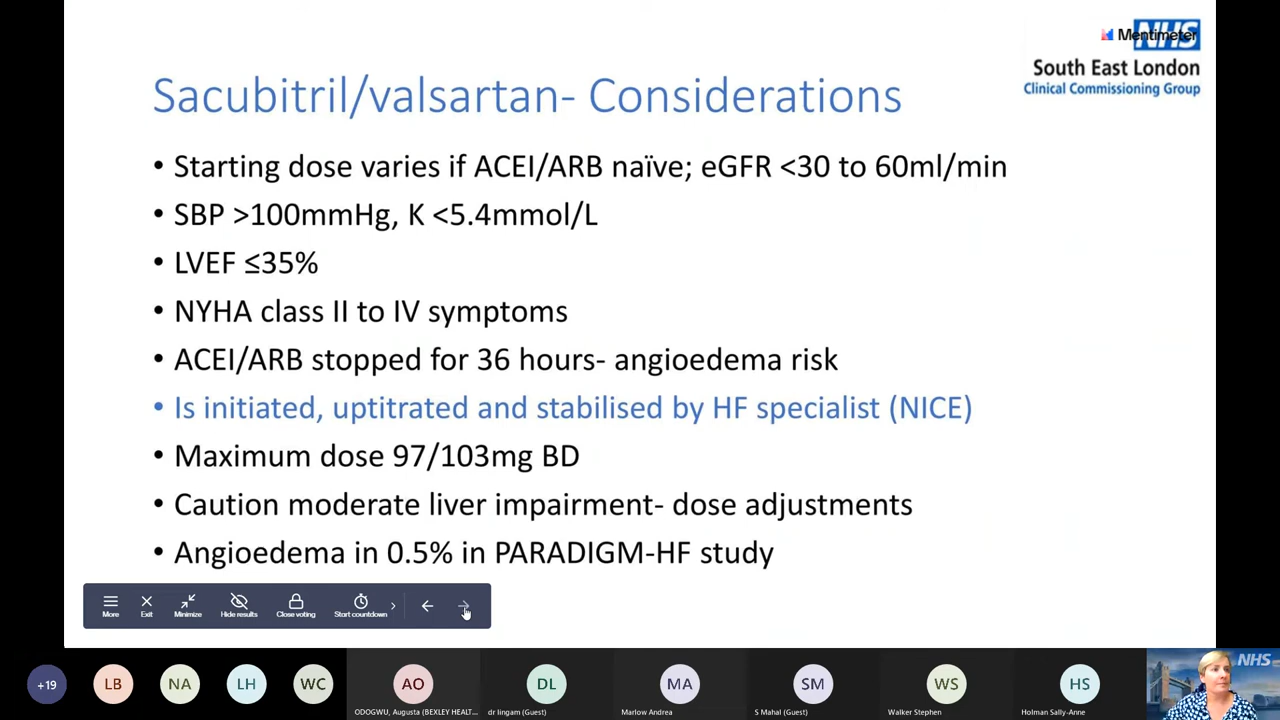 Mentimeter
NHS
South East London
Clinical Commissioning Group
Sacubitril/valsartan- Considerations
• Starting dose varies if ACEI/ARB naïve; eGFR <30 to 60ml/min
• SBP >100mmHg, K <5.4mmol/L
• LVEF ≤35%
• NYHA class II to IV symptoms
• ACEI/ARB stopped for 36 hours- angioedema risk
• Is initiated, uptitrated and stabilised by HF specialist (NICE)
• Maximum dose 97/103mg BD
• Caution moderate liver impairment- dose adjustments
• Angioedema in 0.5% in PARADIGM-HF study
More Exit Minimize Hide results Close voting Start countdown
+19 LB NA LH WC AO DL MA SM WS HS NHS
ODOGWU, Augusta (BEXLEY HEALT... dr lingam (Guest) Marlow Andrea S Mahal (Guest) Walker Stephen Holman Sally-Anne